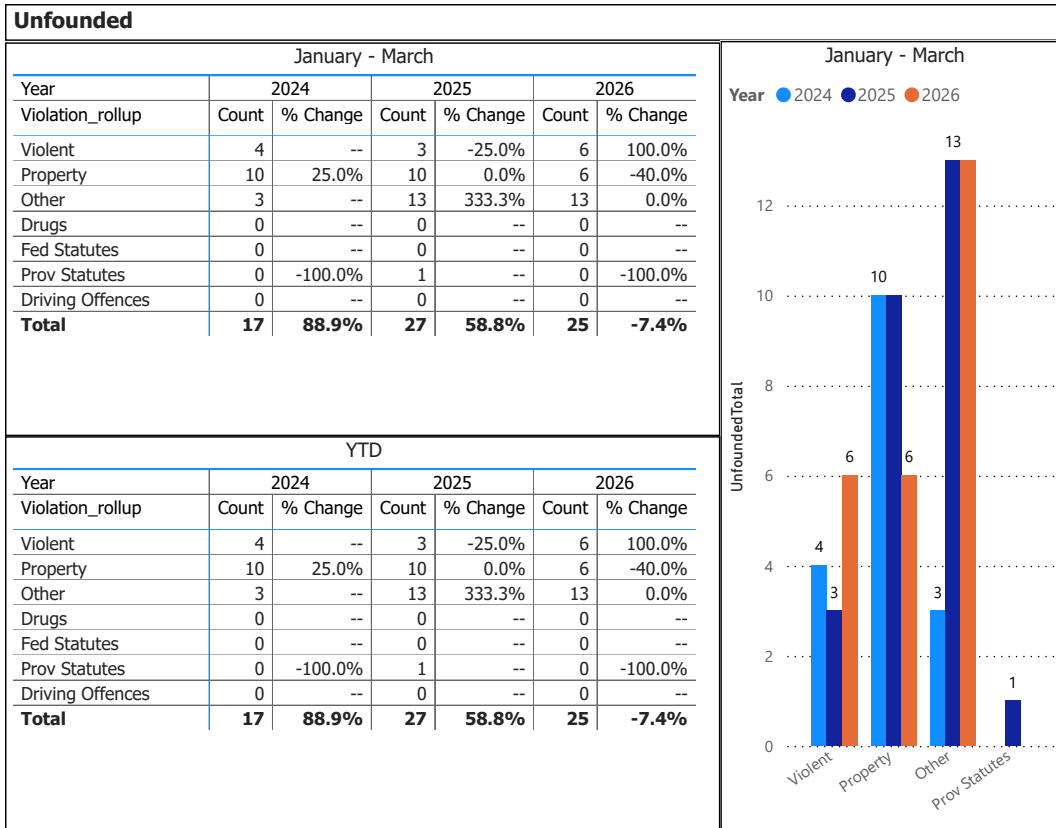 Unfounded
January - March
Year 2024 2025 2026
Violation_rollup Count % Change Count % Change Count % Change
Violent 4 -- 3 -25.0% 6 100.0%
Property 10 25.0% 10 0.0% 6 -40.0%
Other 3 -- 13 333.3% 13 0.0%
Drugs 0 -- 0 -- 0 --
Fed Statutes 0 -- 0 -- 0 --
Prov Statutes 0 -100.0% 1 -- 0 -100.0%
Driving Offences 0 -- 0 -- 0 --
Total 17 88.9% 27 58.8% 25 -7.4%
YTD
Year 2024 2025 2026
Violation_rollup Count % Change Count % Change Count % Change
Violent 4 -- 3 -25.0% 6 100.0%
Property 10 25.0% 10 0.0% 6 -40.0%
Other 3 -- 13 333.3% 13 0.0%
Drugs 0 -- 0 -- 0 --
Fed Statutes 0 -- 0 -- 0 --
Prov Statutes 0 -100.0% 1 -- 0 -100.0%
Driving Offences 0 -- 0 -- 0 --
Total 17 88.9% 27 58.8% 25 -7.4%
January - March
Year 2024 2025 2026
UnfoundedTotal
13
12
10
10
8
6
6
6
4
4
3
3
2
1
0
Violent Property Other Prov Statutes